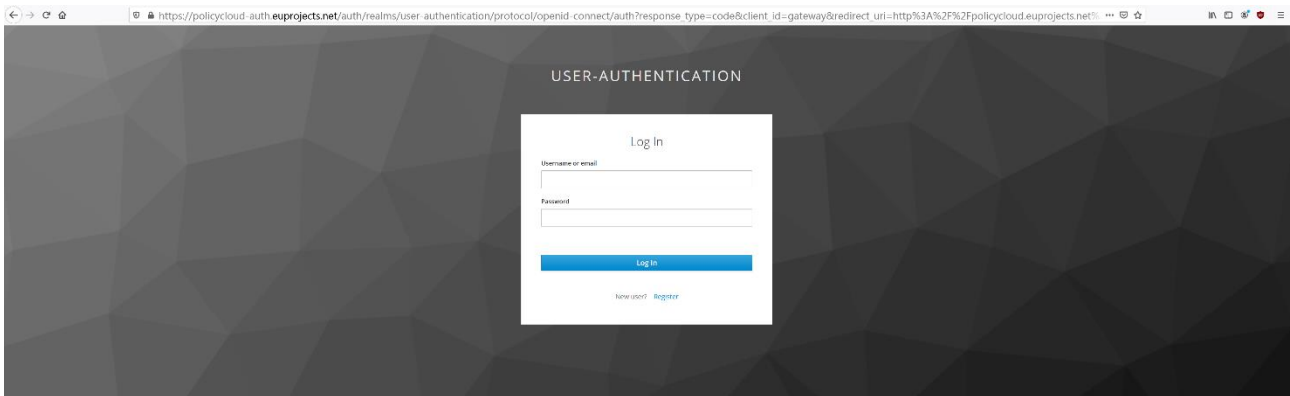 https://policycloud-auth.euprojects.net/auth/realms/user-authentication/protocol/openid-connect/auth?response_type=code&client_id=gateway&redirect_uri=http%3A%2F%2Fpolicycloud.euprojects.net%
USER-AUTHENTICATION
Log In
Username or email
Password
Log In
New user? Register